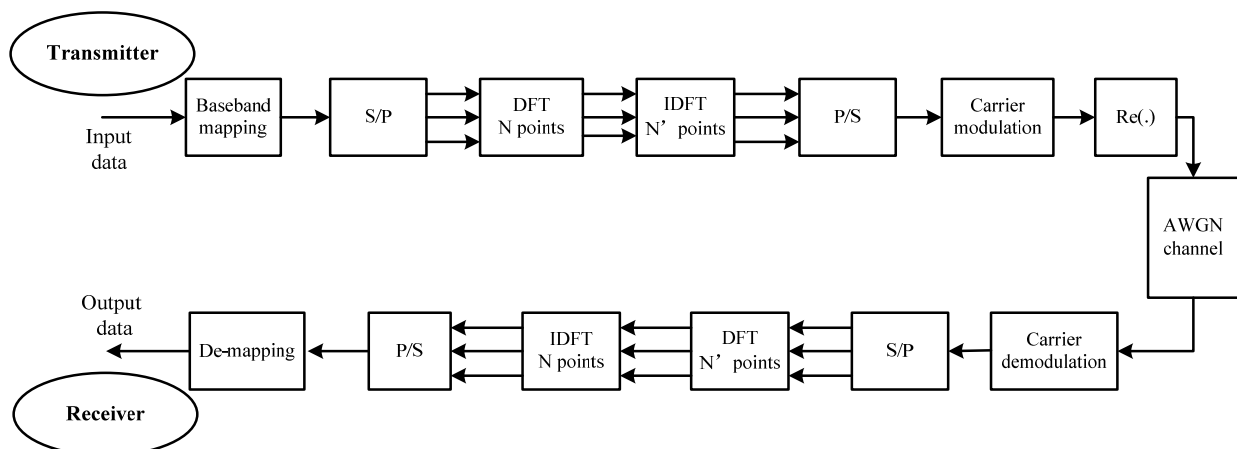 Transmitter
Input
data
Baseband
mapping
S/P
DFT
N points
IDFT
N’ points
P/S
Carrier
modulation
Re(.)
AWGN
channel
Carrier
demodulation
S/P
DFT
N’ points
IDFT
N points
P/S
De-mapping
Output
data
Receiver